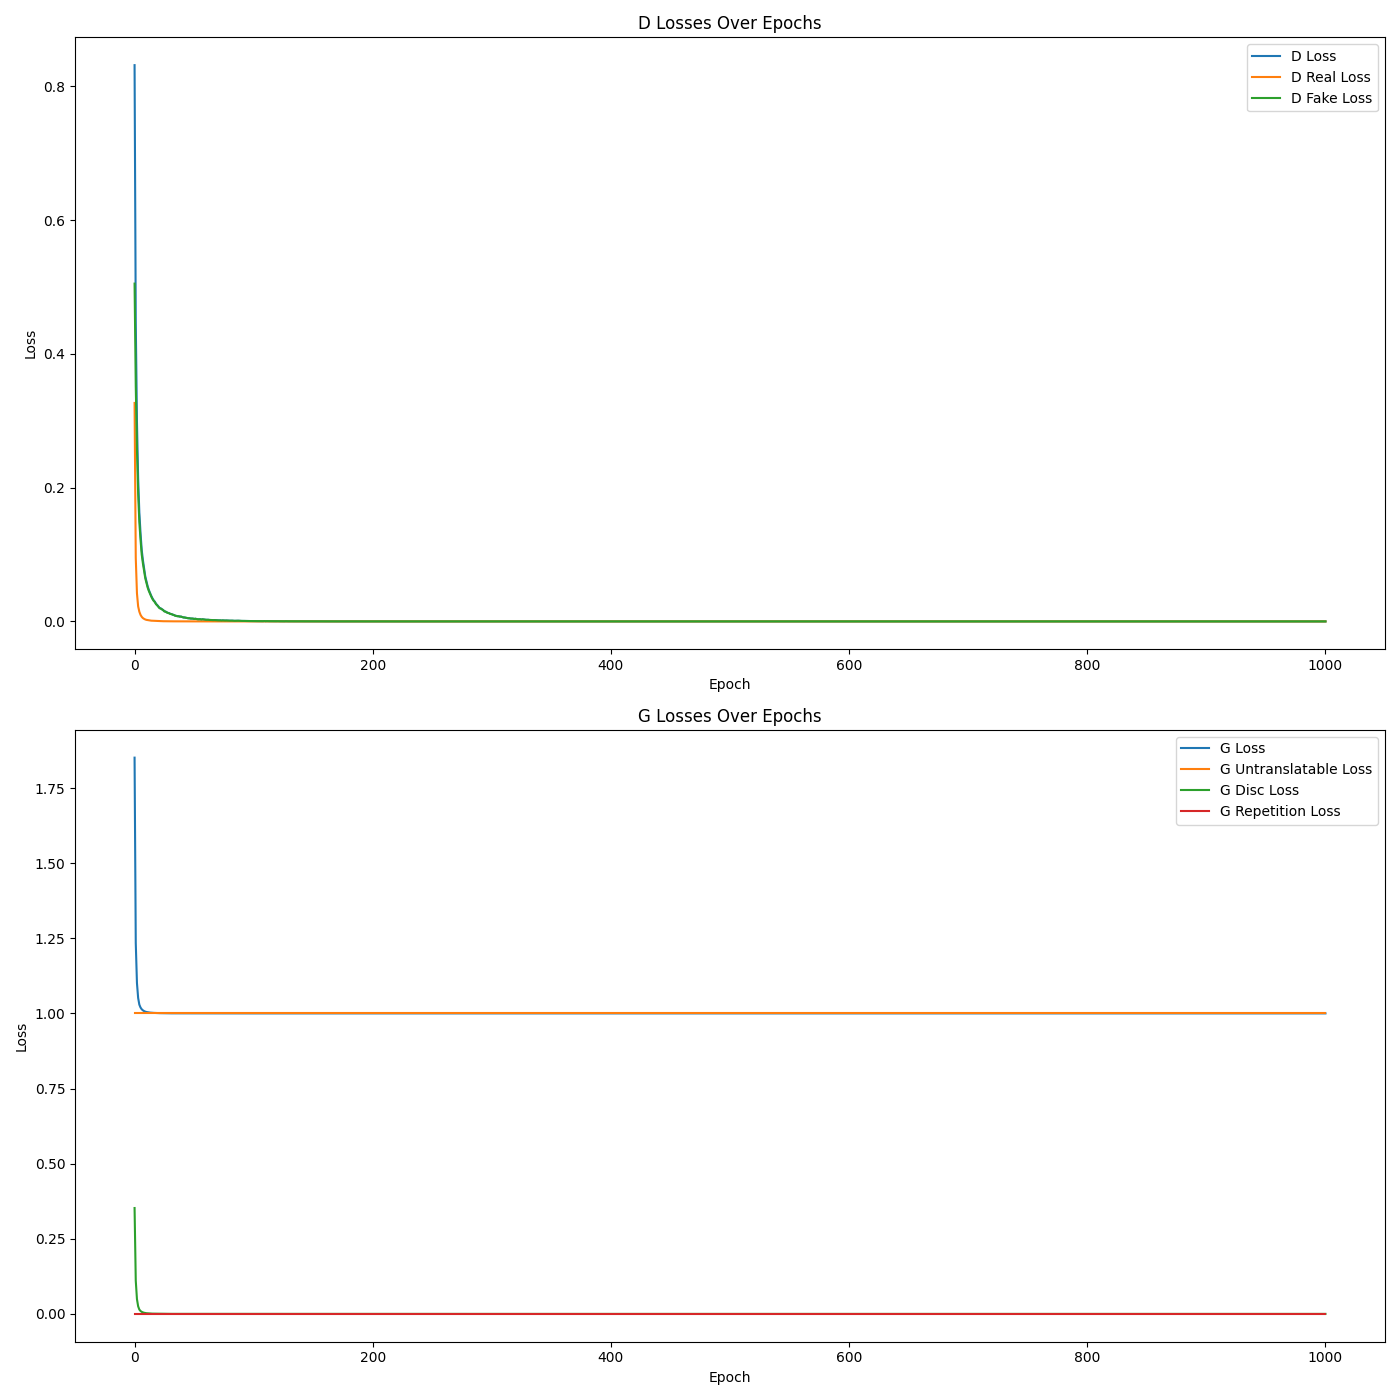 D Losses Over Epochs
D Loss
D Real Loss
D Fake Loss
Loss
0.8
0.6
0.4
0.2
0.0
0 200 400 600 800 1000
Epoch
G Losses Over Epochs
G Loss
G Untranslatable Loss
G Disc Loss
G Repetition Loss
Loss
1.75
1.50
1.25
1.00
0.75
0.50
0.25
0.00
0 200 400 600 800 1000
Epoch